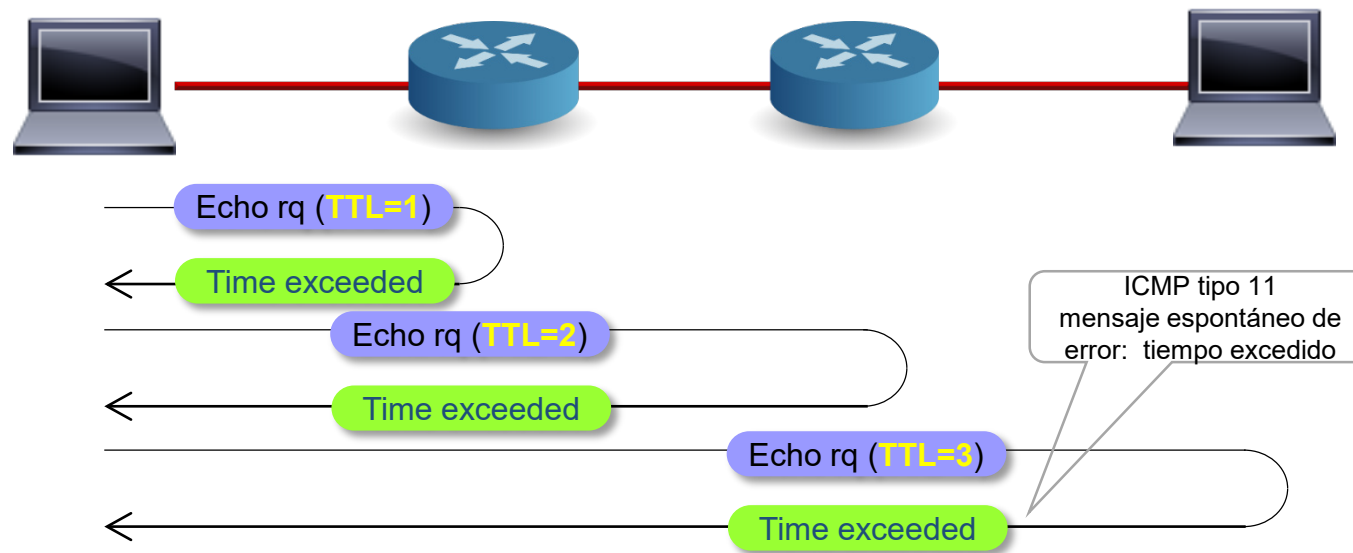 Echo rq (TTL=1)
Time exceeded
ICMP tipo 11
mensaje espontáneo de
error:  tiempo excedido
Echo rq (TTL=2)
Time exceeded
Echo rq (TTL=3)
Time exceeded